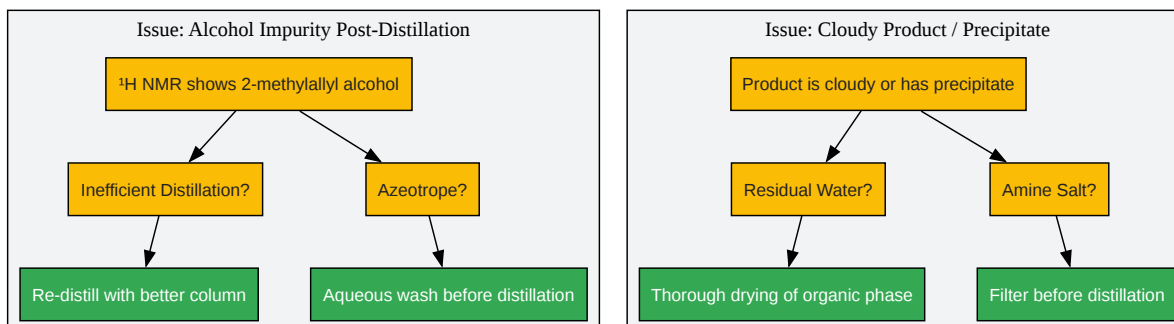 Issue: Alcohol Impurity Post-Distillation
¹H NMR shows 2-methylallyl alcohol
Inefficient Distillation?
Azeotrope?
Re-distill with better column
Aqueous wash before distillation
Issue: Cloudy Product / Precipitate
Product is cloudy or has precipitate
Residual Water?
Amine Salt?
Thorough drying of organic phase
Filter before distillation